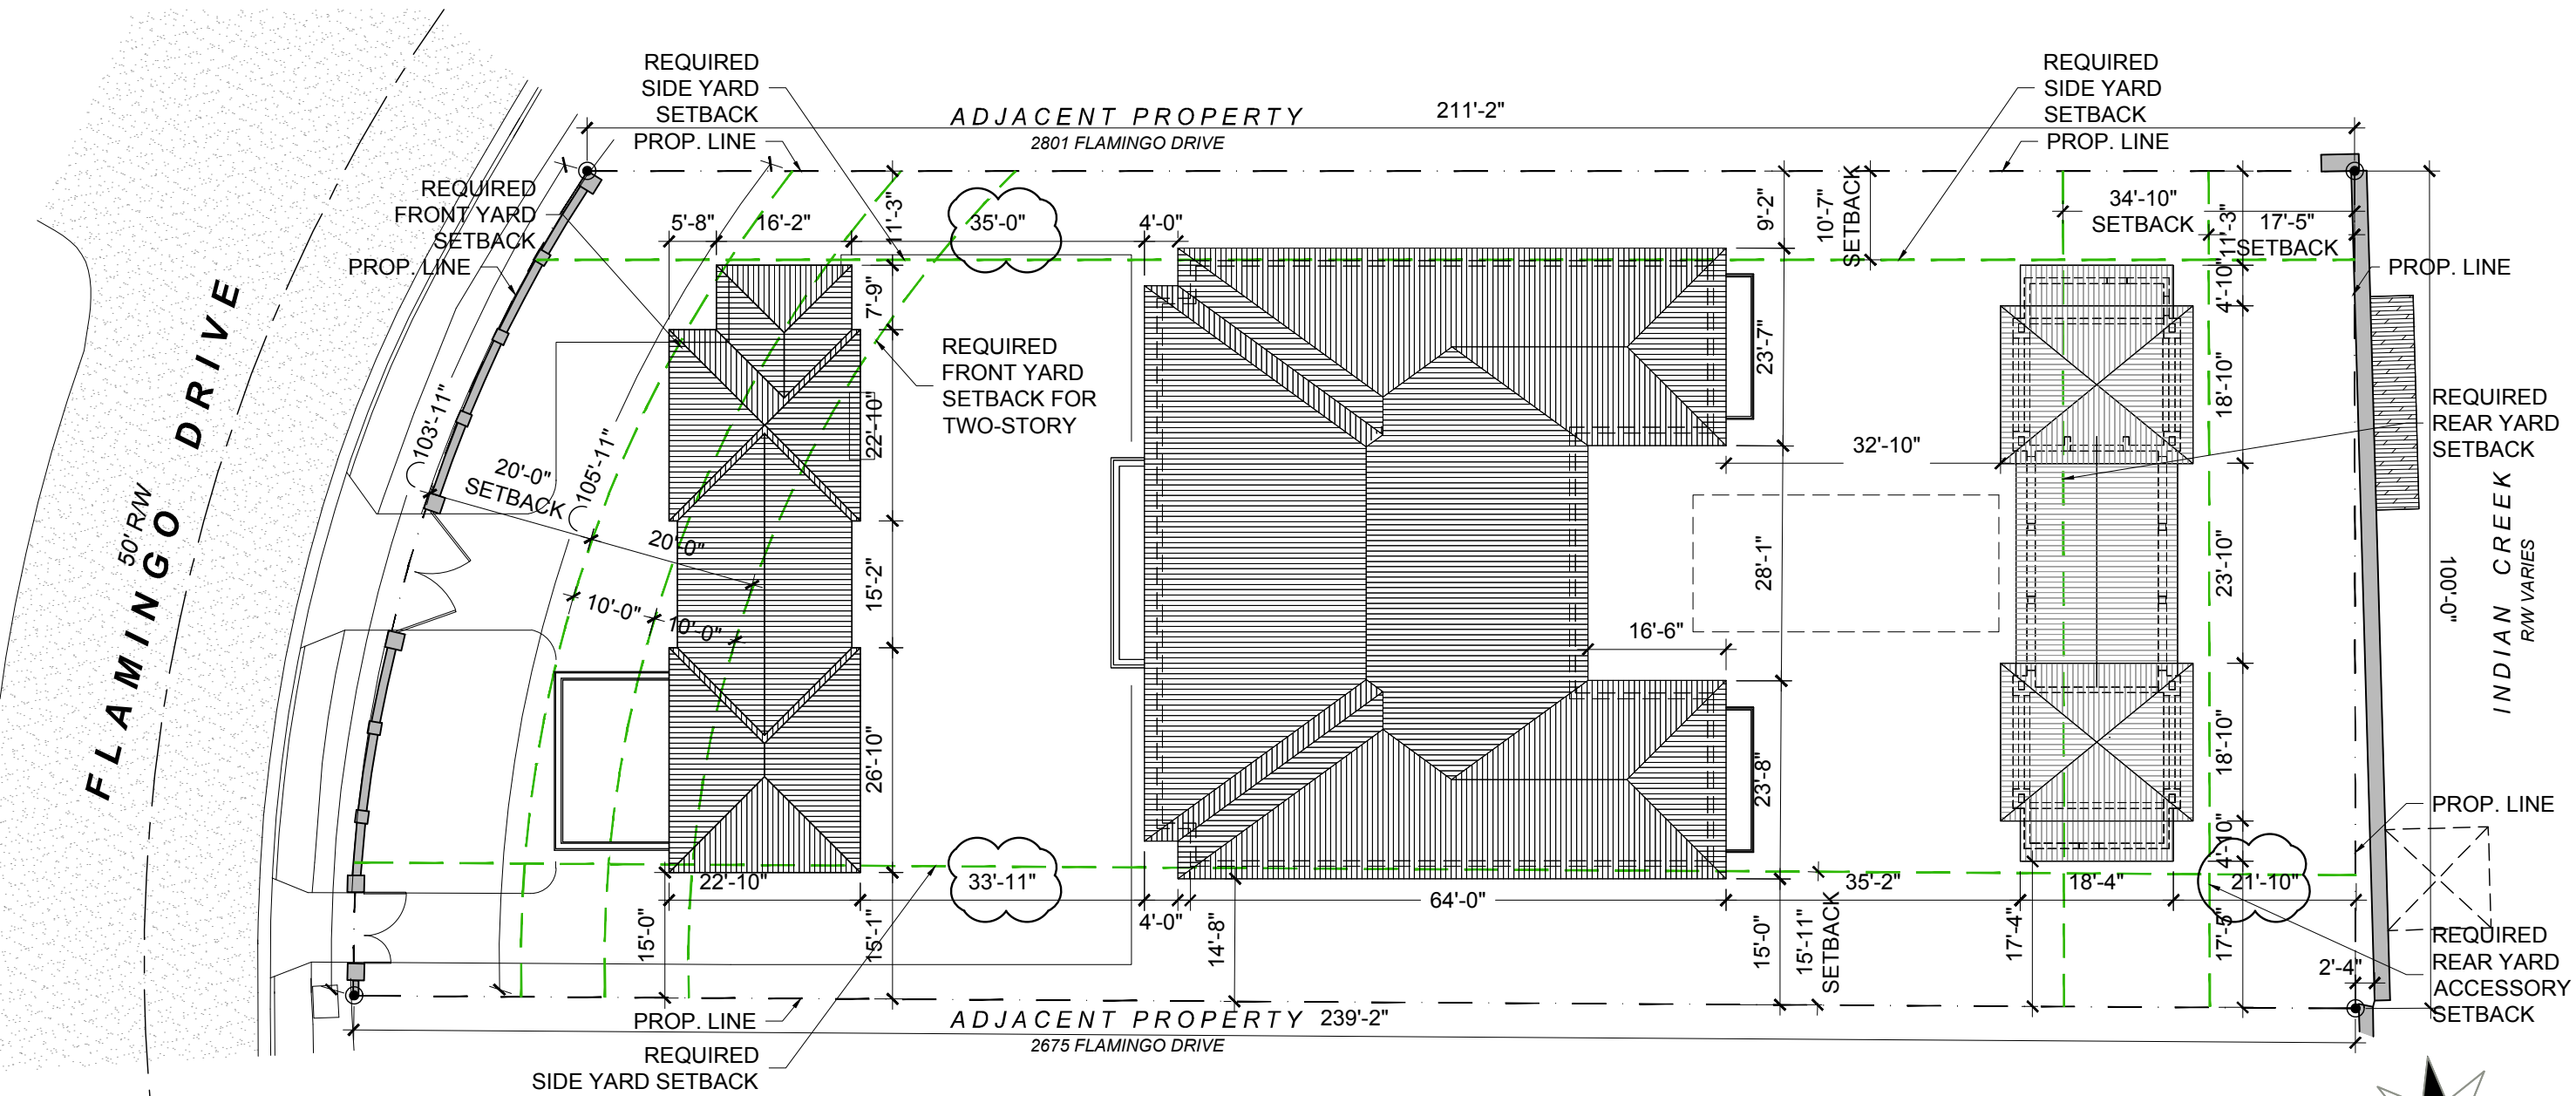 REQUIRED
SIDE YARD
SETBACK
PROP. LINE
ADJACENT PROPERTY
2801 FLAMINGO DRIVE
211'-2"
REQUIRED
SIDE YARD
SETBACK
PROP. LINE
REQUIRED
FRONT YARD
SETBACK
PROP. LINE
5'-8"
16'-2"
11'-3"
35'-0"
4'-0"
9'-2"
10'-7"
SETBACK
34'-10"
SETBACK
11'-3"
17'-5"
SETBACK
PROP. LINE
7'-9"
4'-10"
REQUIRED
FRONT YARD
SETBACK FOR
TWO-STORY
22'-10"
23'-7"
18'-10"
REQUIRED
REAR YARD
SETBACK
103'-11"
105'-11"
20'-0"
SETBACK
32'-10"
FLAMINGO DRIVE
50' R/W
20'-0"
10'-0"
10'-0"
15'-2"
28'-1"
16'-6"
23'-10"
100'-0"
INDIAN CREEK
R/W VARIES
26'-10"
23'-8"
18'-10"
PROP. LINE
4'-10"
22'-10"
33'-11"
4'-0"
64'-0"
35'-2"
18'-4"
21'-10"
15'-0"
15'-1"
14'-8"
15'-0"
15'-11"
SETBACK
17'-4"
17'-5"
2'-4"
REQUIRED
REAR YARD
ACCESSORY
SETBACK
PROP. LINE
ADJACENT PROPERTY
239'-2"
2675 FLAMINGO DRIVE
REQUIRED
SIDE YARD SETBACK